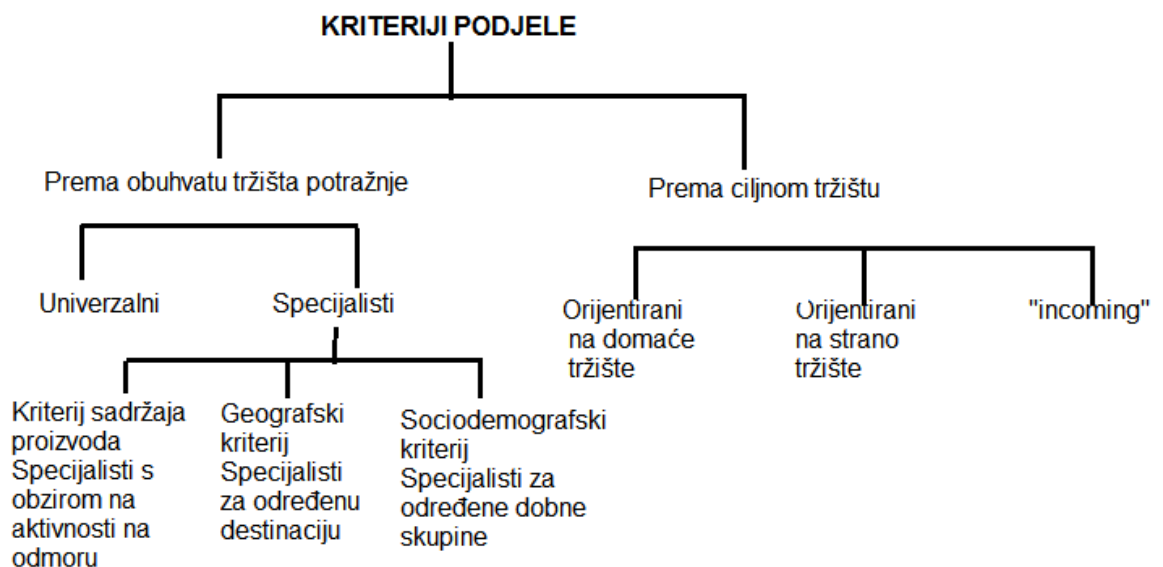 KRITERIJI PODJELE
Prema obuhvatu tržišta potražnje
Prema ciljnom tržištu
Univerzalni
Specijalisti
Orijentirani
na domaće
tržište
Orijentirani
na strano
tržište
"incoming"
Kriterij sadržaja
proizvoda
Specijalisti s
obzirom na
aktivnosti na
odmoru
Geografski
kriterij
Specijalisti
za određenu
destinaciju
Sociodemografski
kriterij
Specijalisti za
određene dobne
skupine